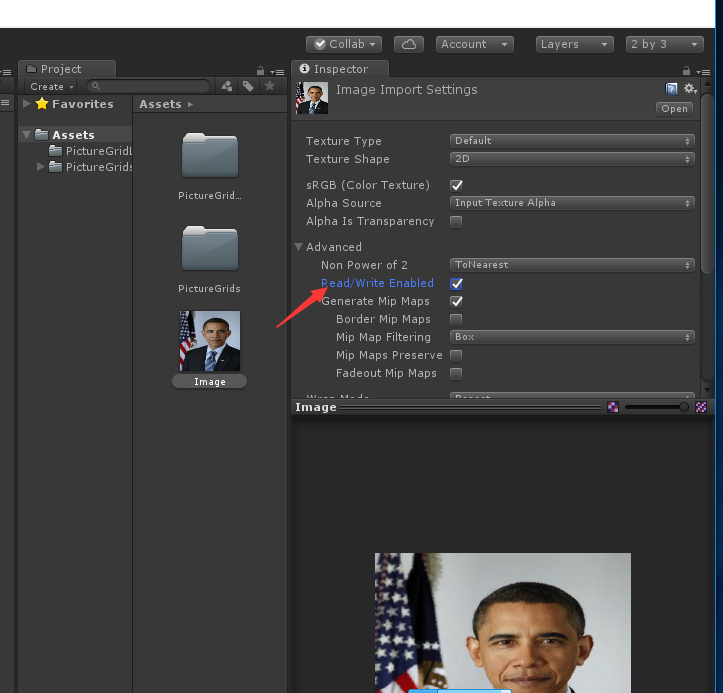 Collab
Account
Layers
2 by 3
Project
Create
Favorites
Assets
PictureGridL
PictureGrids
Assets
PictureGrid...
PictureGrids
Image
Inspector
Image Import Settings
Open
Texture Type Default
Texture Shape 2D
sRGB (Color Texture)
Alpha Source Input Texture Alpha
Alpha Is Transparency
Advanced
Non Power of 2 ToNearest
Read/Write Enabled
Generate Mip Maps
Border Mip Maps
Mip Map Filtering Box
Mip Maps Preserve
Fadeout Mip Maps
Wrap Mode Repeat
Image